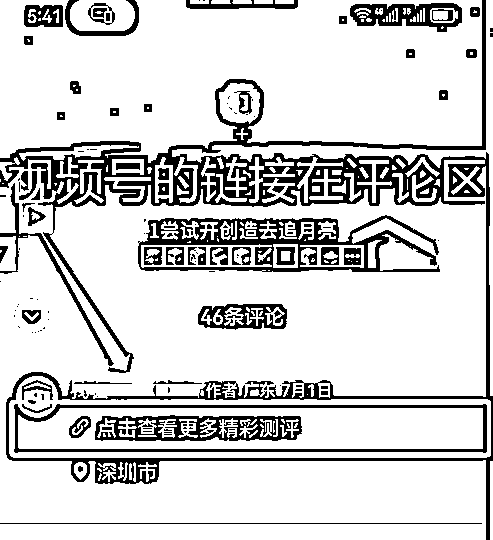 5:41
视频号的链接在评论区
1尝试开创造去追月亮
46条评论
作者 广东 7月1日
点击查看更多精彩测评
深圳市